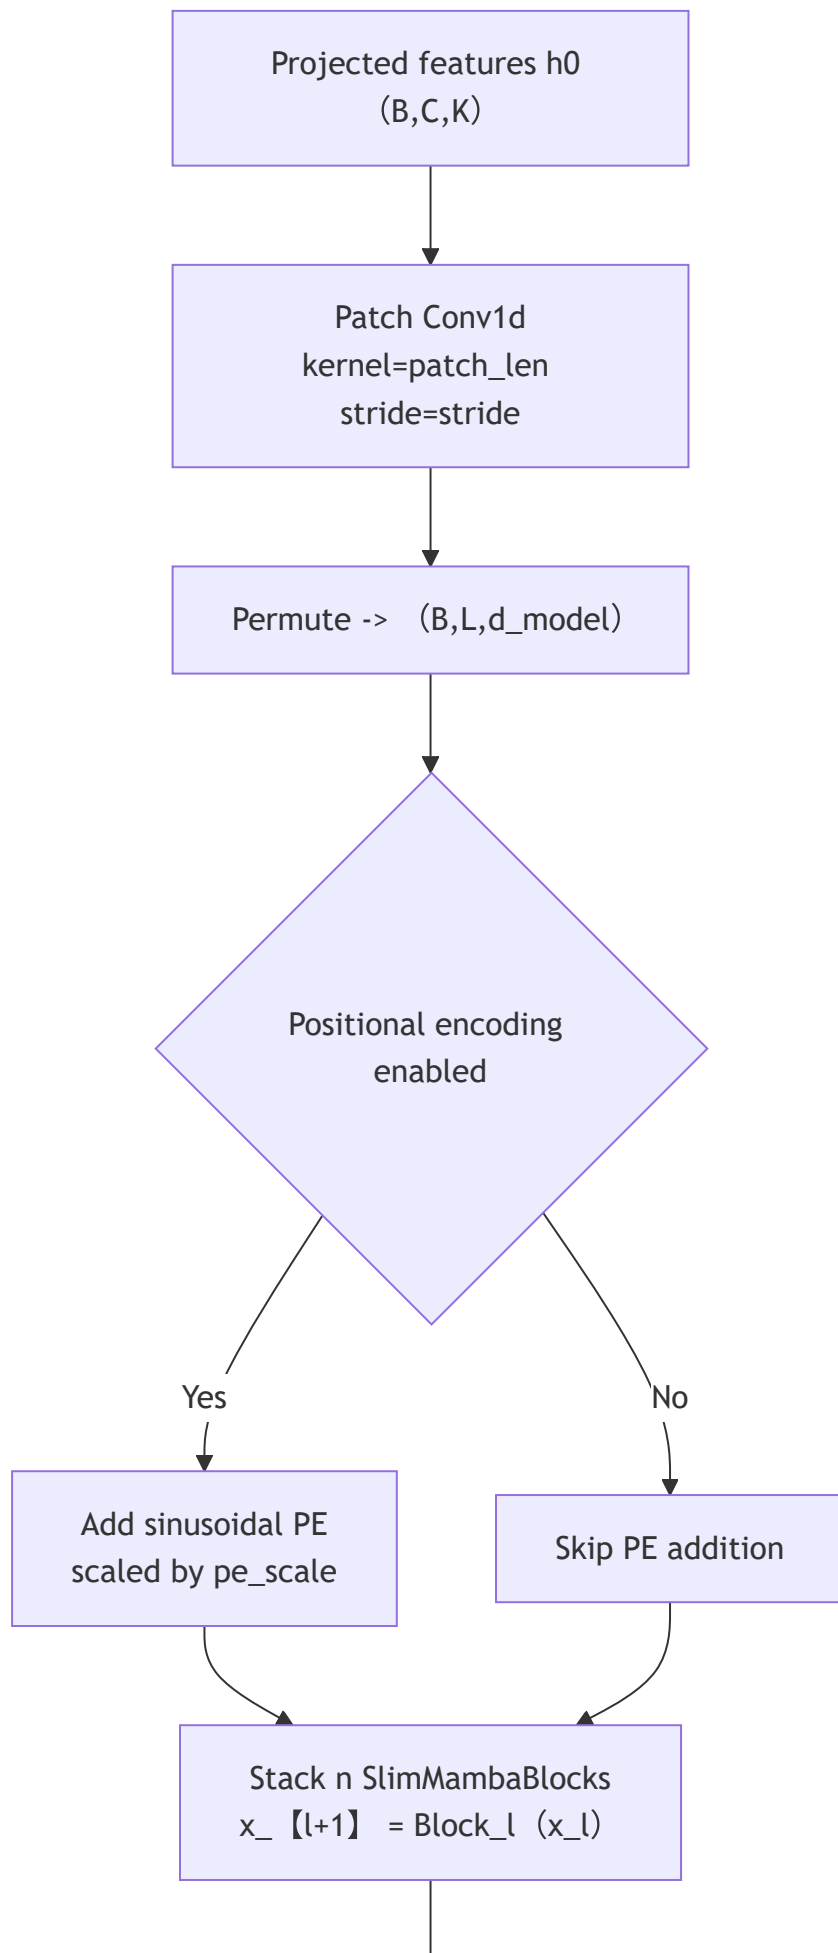 Projected features h0
（B,C,K）
Patch Conv1d
kernel=patch_len
stride=stride
Permute -> （B,L,d_model）
Positional encoding
enabled
Yes
No
Add sinusoidal PE
scaled by pe_scale
Skip PE addition
Stack n SlimMambaBlocks
x_【l+1】 = Block_l（x_l）